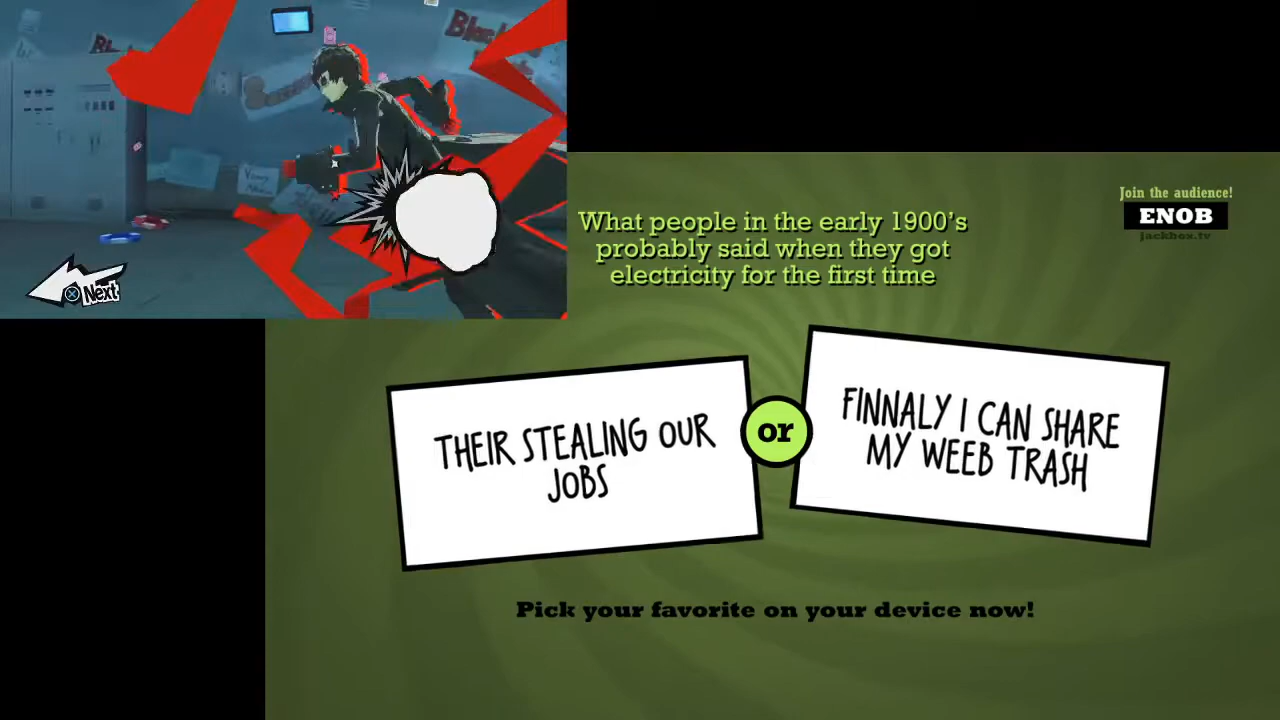 Next
What people in the early 1900's
probably said when they got
electricity for the first time
Join the audience!
ENOB
jackbox.tv
THEIR STEALING OUR
JOBS
or
FINNALY I CAN SHARE
MY WEEB TRASH
Pick your favorite on your device now!